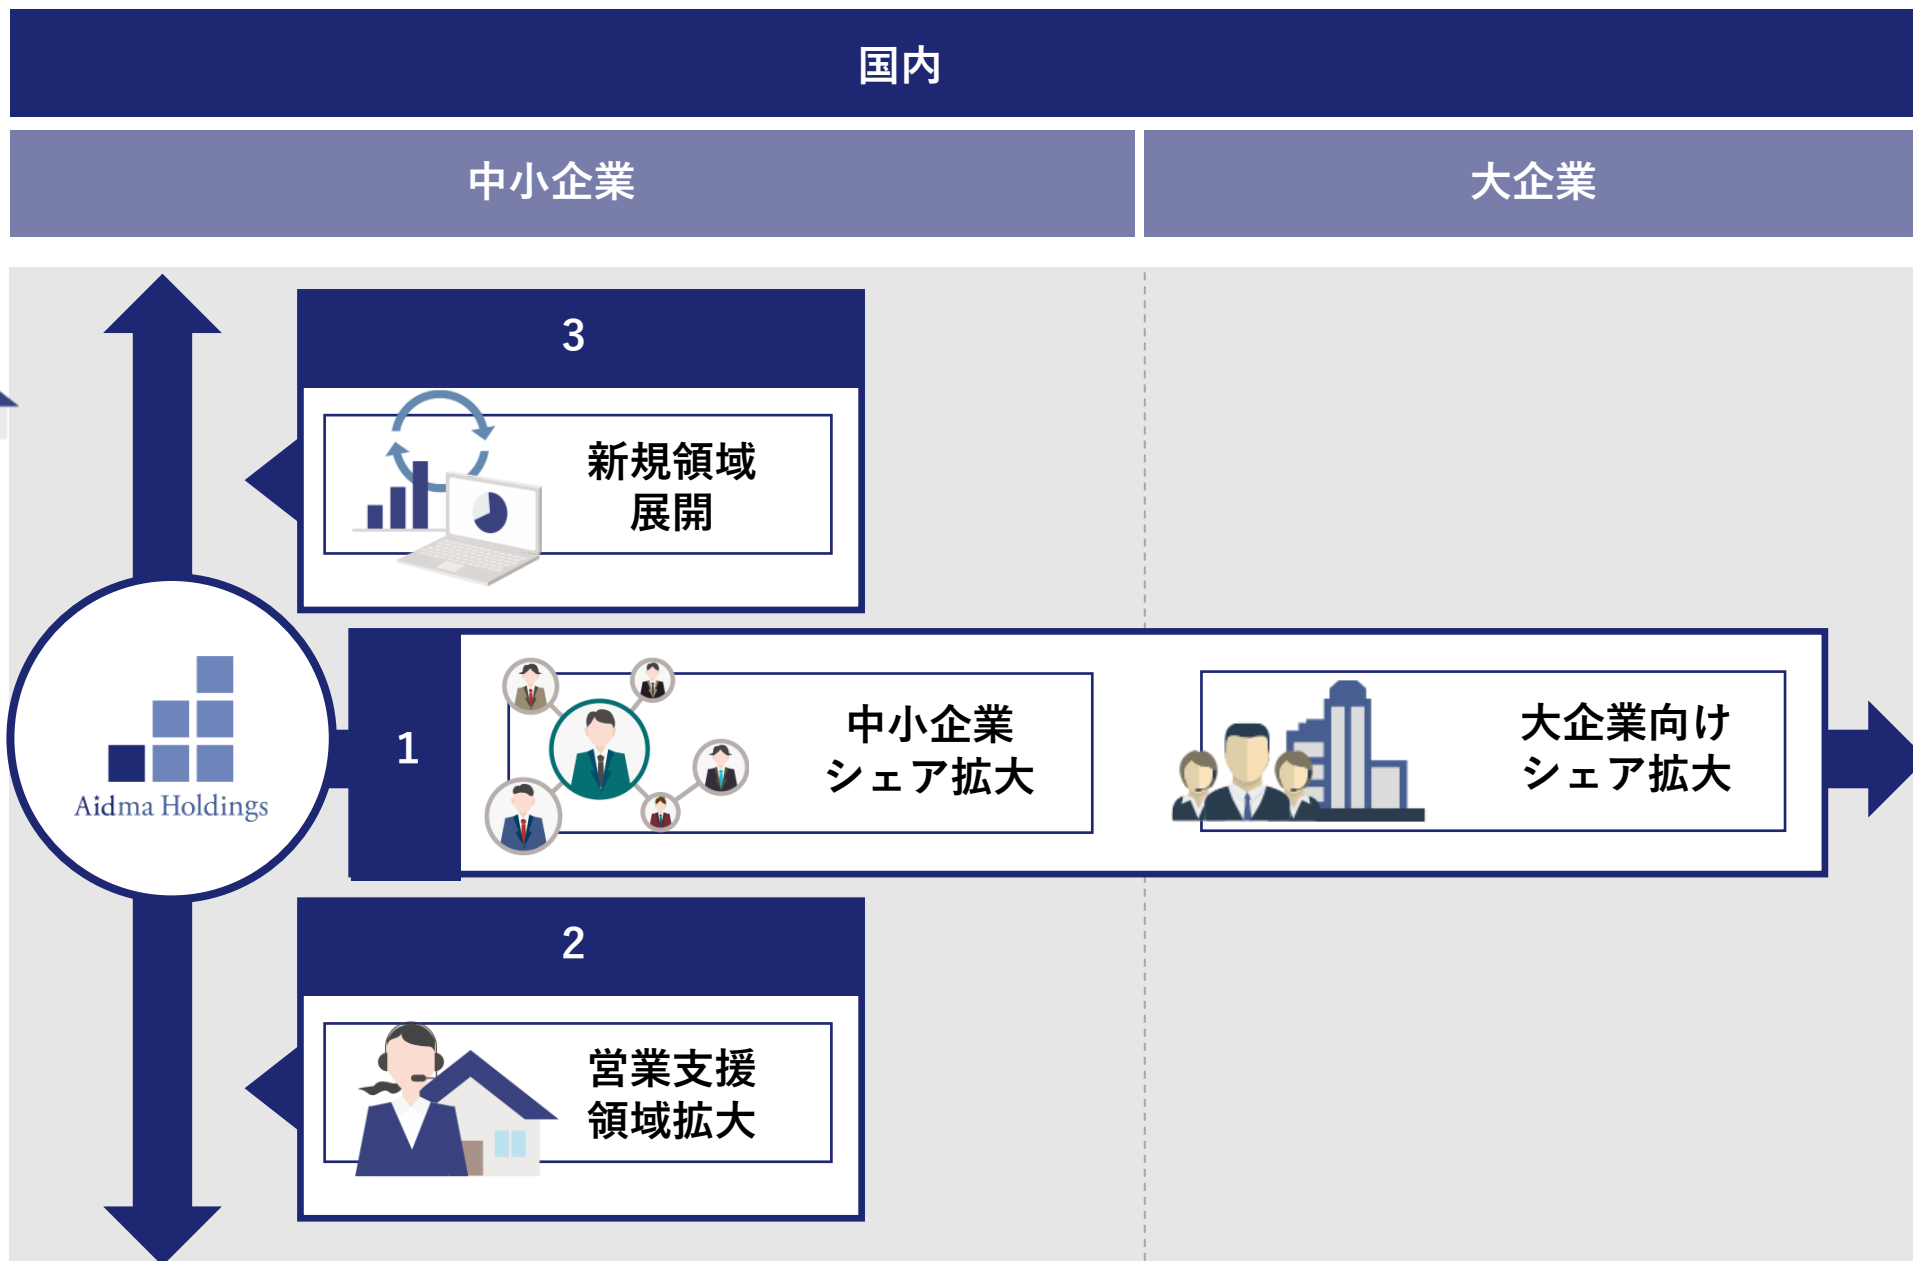 国内
中小企業
大企業
3
新規領域
展開
Aidma Holdings
1
中小企業
シェア拡大
大企業向け
シェア拡大
2
営業支援
領域拡大